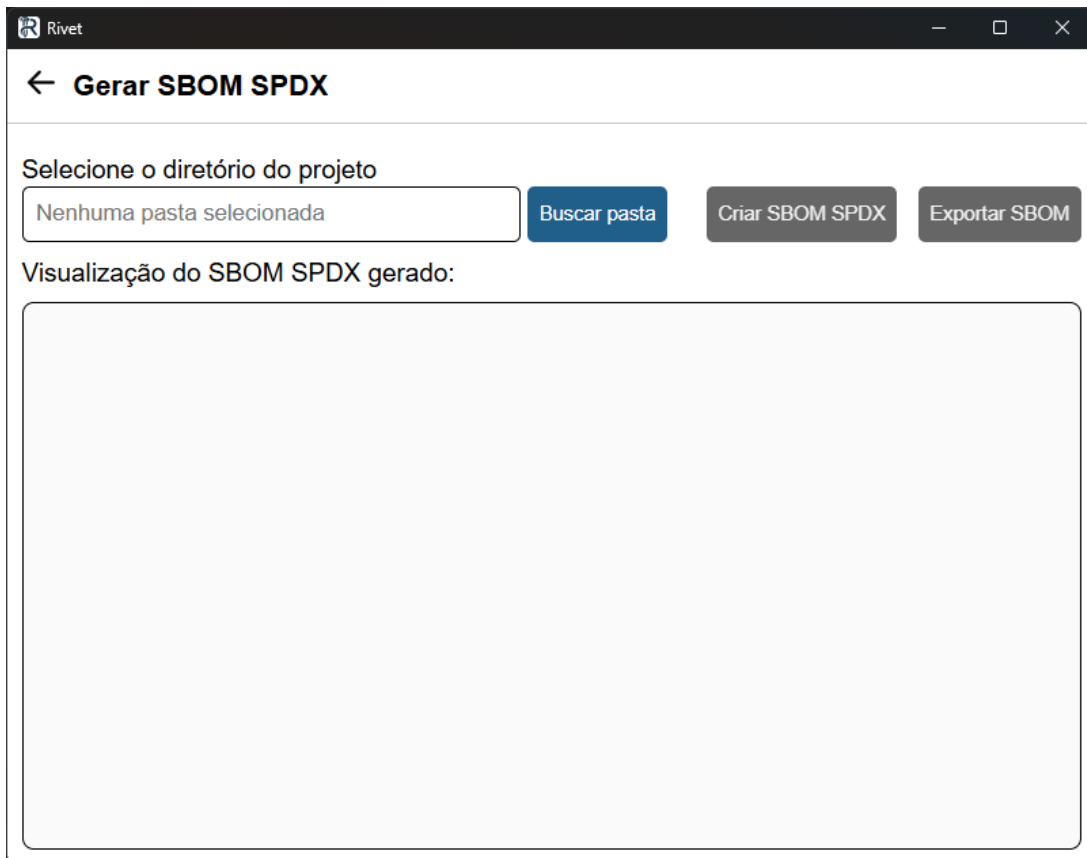 Rivet
Gerar SBOM SPDX
Selecione o diretório do projeto
Nenhuma pasta selecionada Buscar pasta Criar SBOM SPDX Exportar SBOM
Visualização do SBOM SPDX gerado: